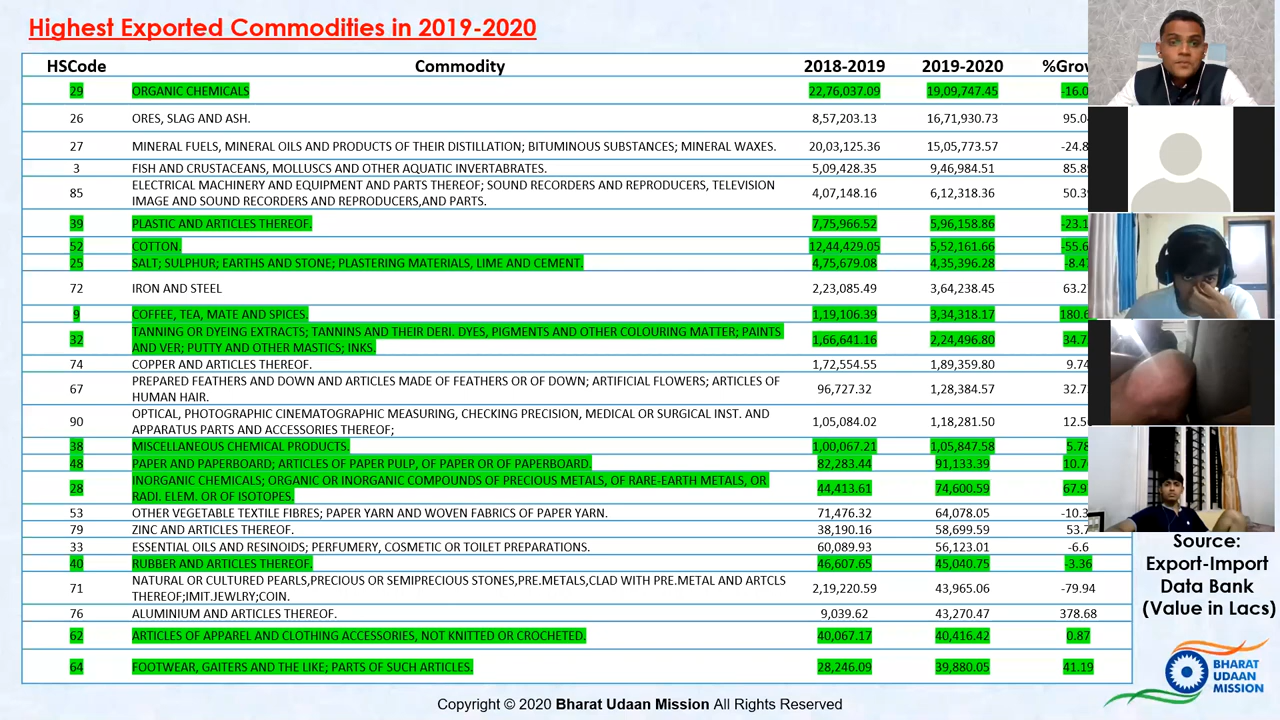 Highest Exported Commodities in 2019-2020
HSCode Commodity 2018-2019 2019-2020
29 ORGANIC CHEMICALS 22,76,037.09 19,09,747.45
26 ORES, SLAG AND ASH. 8,57,203.13 16,71,930.73
27 MINERAL FUELS, MINERAL OILS AND PRODUCTS OF THEIR DISTILLATION; BITUMINOUS SUBSTANCES; MINERAL WAXES. 20,03,125.36 15,05,773.57
3 FISH AND CRUSTACEANS, MOLLUSCS AND OTHER AQUATIC INVERTABRATES. 5,09,428.35 9,46,984.51
85 ELECTRICAL MACHINERY AND EQUIPMENT AND PARTS THEREOF; SOUND RECORDERS AND REPRODUCERS, TELEVISION
IMAGE AND SOUND RECORDERS AND REPRODUCERS,AND PARTS. 4,07,148.16 6,12,318.36
39 PLASTIC AND ARTICLES THEREOF. 7,75,966.52 5,96,158.86
52 COTTON. 12,44,429.05 5,52,161.66
25 SALT; SULPHUR; EARTHS AND STONE; PLASTERING MATERIALS, LIME AND CEMENT. 4,75,679.08 4,35,396.28
72 IRON AND STEEL 2,23,085.49 3,64,238.45
9 COFFEE, TEA, MATE AND SPICES. 1,19,106.39 3,34,318.17
32 TANNING OR DYEING EXTRACTS; TANNINS AND THEIR DERI. DYES, PIGMENTS AND OTHER COLOURING MATTER; PAINTS
AND VER; PUTTY AND OTHER MASTICS; INKS. 1,66,641.16 2,24,496.80
74 COPPER AND ARTICLES THEREOF. 1,72,554.55 1,89,359.80
67 PREPARED FEATHERS AND DOWN AND ARTICLES MADE OF FEATHERS OR OF DOWN; ARTIFICIAL FLOWERS; ARTICLES OF
HUMAN HAIR. 96,727.32 1,28,384.57
90 OPTICAL, PHOTOGRAPHIC CINEMATOGRAPHIC MEASURING, CHECKING PRECISION, MEDICAL OR SURGICAL INST. AND
APPARATUS PARTS AND ACCESSORIES THEREOF; 1,05,084.02 1,18,281.50
38 MISCELLANEOUS CHEMICAL PRODUCTS. 1,00,067.21 1,05,847.58 5.78
48 PAPER AND PAPERBOARD; ARTICLES OF PAPER PULP, OF PAPER OR OF PAPERBOARD. 82,283.44 91,133.39
28 INORGANIC CHEMICALS; ORGANIC OR INORGANIC COMPOUNDS OF PRECIOUS METALS, OF RARE-EARTH METALS, OR
RADI. ELEM. OR OF ISOTOPES. 44,413.61 74,600.59
53 OTHER VEGETABLE TEXTILE FIBRES; PAPER YARN AND WOVEN FABRICS OF PAPER YARN. 71,476.32 64,078.05
79 ZINC AND ARTICLES THEREOF. 38,190.16 58,699.59
33 ESSENTIAL OILS AND RESINOIDS; PERFUMERY, COSMETIC OR TOILET PREPARATIONS. 60,089.93 56,123.01
40 RUBBER AND ARTICLES THEREOF. 46,607.65 45,040.75 -3.36
71 NATURAL OR CULTURED PEARLS,PRECIOUS OR SEMIPRECIOUS STONES,PRE.METALS,CLAD WITH PRE.METAL AND ARTCLS
THEREOF;IMIT.JEWLRY;COIN. 2,19,220.59 43,965.06 -79.94
76 ALUMINIUM AND ARTICLES THEREOF. 9,039.62 43,270.47 378.68
62 ARTICLES OF APPAREL AND CLOTHING ACCESSORIES, NOT KNITTED OR CROCHETED. 40,067.17 40,416.42 0.87
64 FOOTWEAR, GAITERS AND THE LIKE; PARTS OF SUCH ARTICLES. 28,246.09 39,880.05 41.19
Source:
Export-Import
Data Bank
(Value in Lacs)
BHARAT
UDAAN
MISSION
Copyright © 2020 Bharat Udaan Mission All Rights Reserved